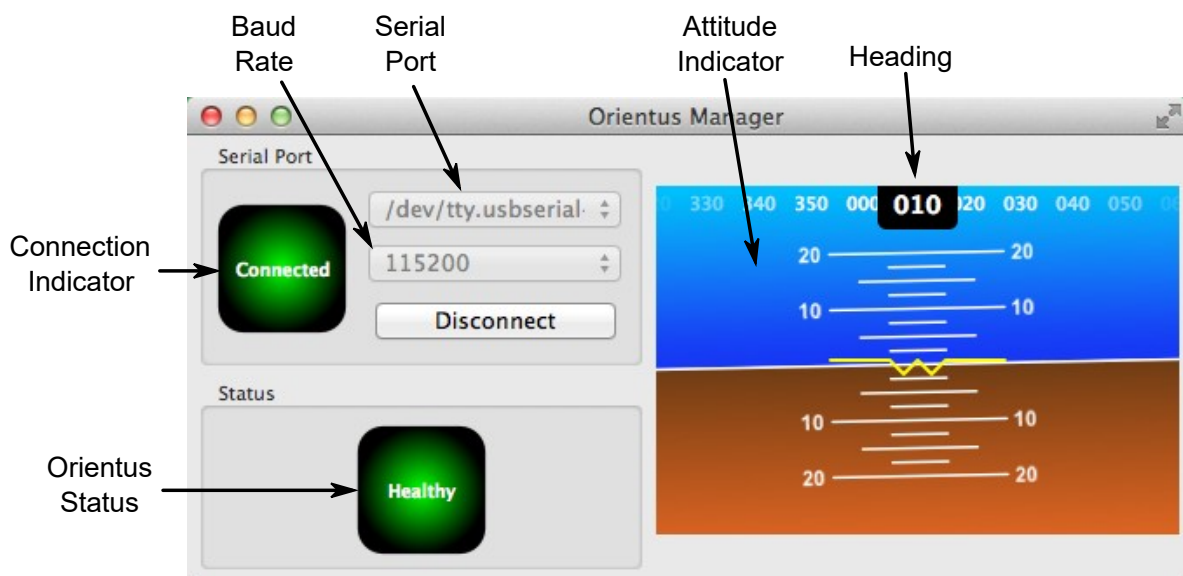 Baud
Rate
Serial
Port
Attitude
Indicator
Heading
Orientus Manager
Serial Port
Connection
Indicator
Connected
/dev/tty.usbserial-
115200
Disconnect
330 340 350 000 010 020 030 040 050
20 20
10 10
10 10
20 20
Status
Orientus
Status
Healthy